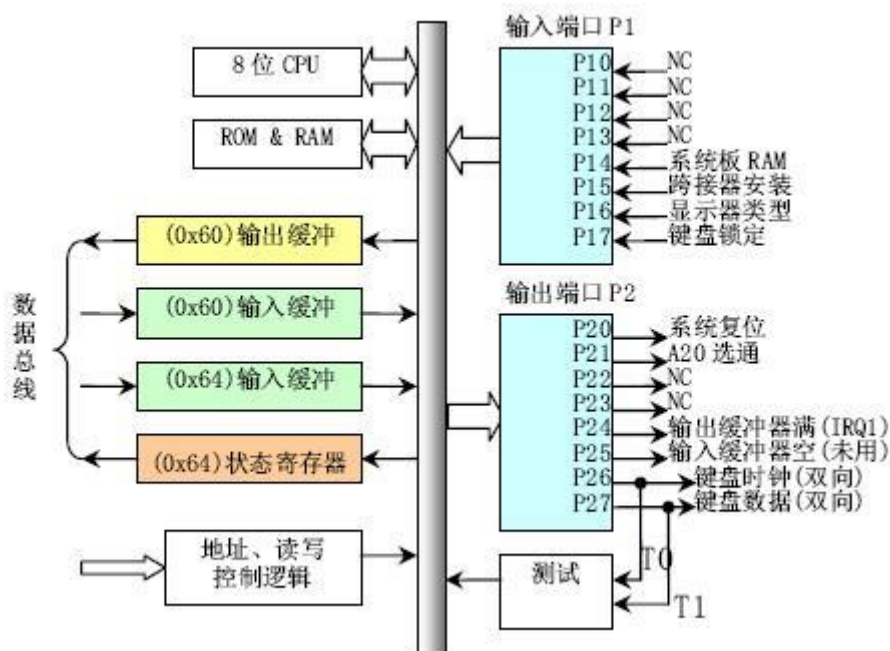 输入端口 P1
8 位 CPU
ROM & RAM
P10
NC
P11
NC
P12
NC
P13
NC
P14
系统板 RAM
P15
跨接器安装
P16
显示器类型
P17
键盘锁定
数据总线
(0x60)输出缓冲
(0x60)输入缓冲
(0x64)输入缓冲
(0x64)状态寄存器
地址、读写
控制逻辑
输出端口 P2
P20
系统复位
P21
A20 选通
P22
NC
P23
NC
P24
输出缓冲器满(IRQ1)
P25
输入缓冲器空(未用)
P26
键盘时钟(双向)
P27
键盘数据(双向)
测试
T0
T1